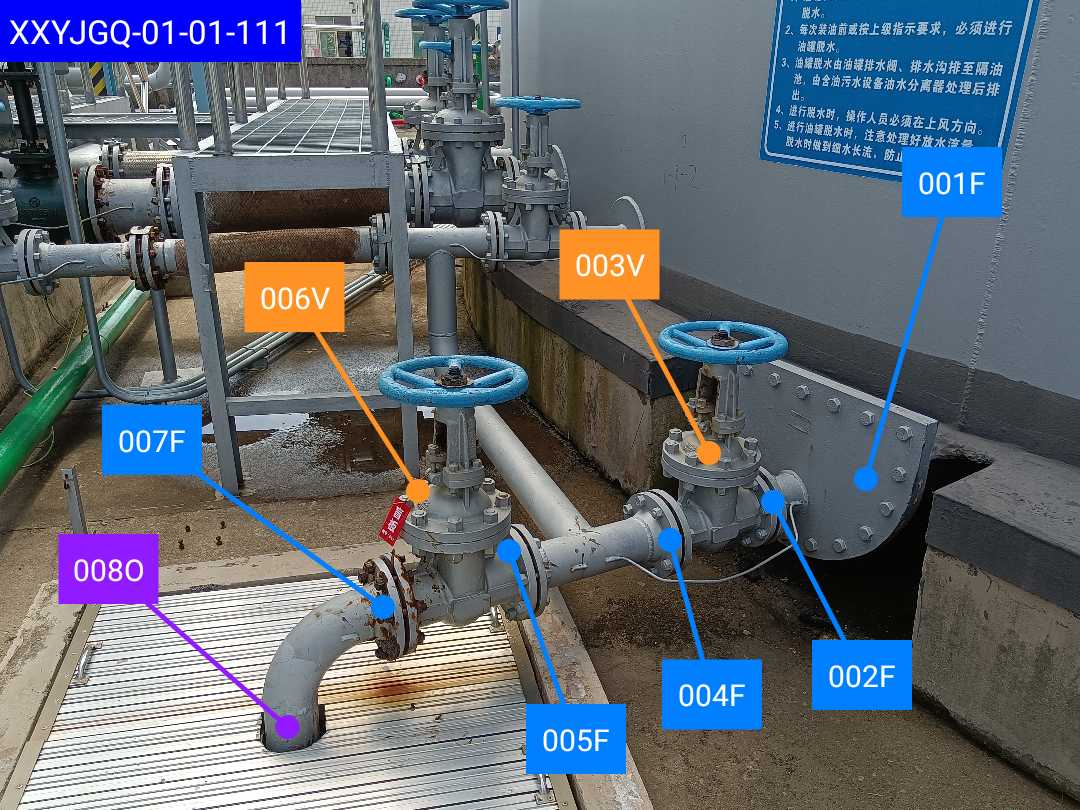 XXYJGQ-01-01-111
脱水。
2、每次装油前或按上级指示要求，必须进行
油罐脱水。
3、油罐脱水由油罐排水阀、排水沟排至隔油
池，由含油污水设备油水分离器处理后排
出。
4、进行脱水时，操作人员必须在上风方向。
5、进行油罐脱水时，注意处理好放水流量，
脱水时做到细水长流，防止
001F
003V
006V
007F
008O
002F
004F
005F